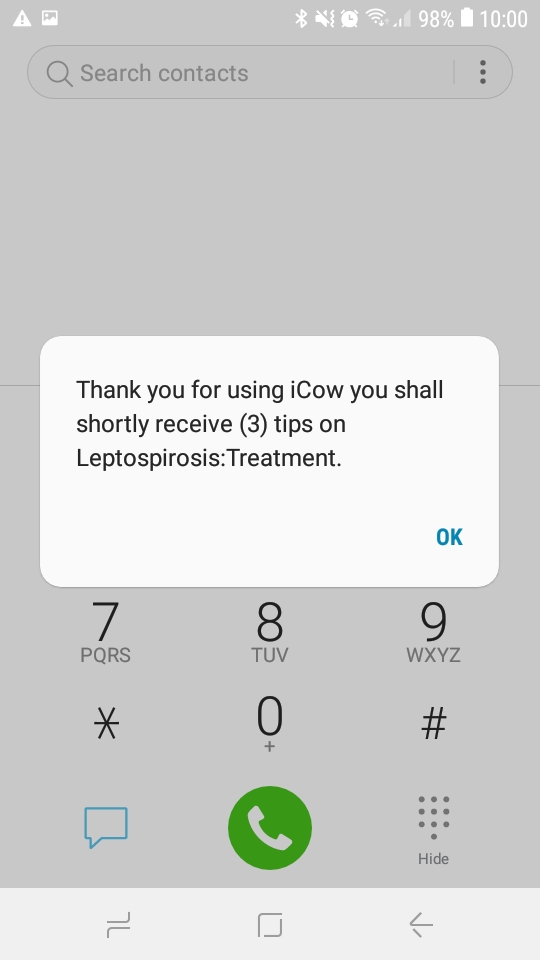 98% 10:00
Search contacts
Thank you for using iCow you shall
shortly receive (3) tips on
Leptospirosis:Treatment.
OK
7 8 9
PQRS TUV WXYZ
* 0 #
+
Hide